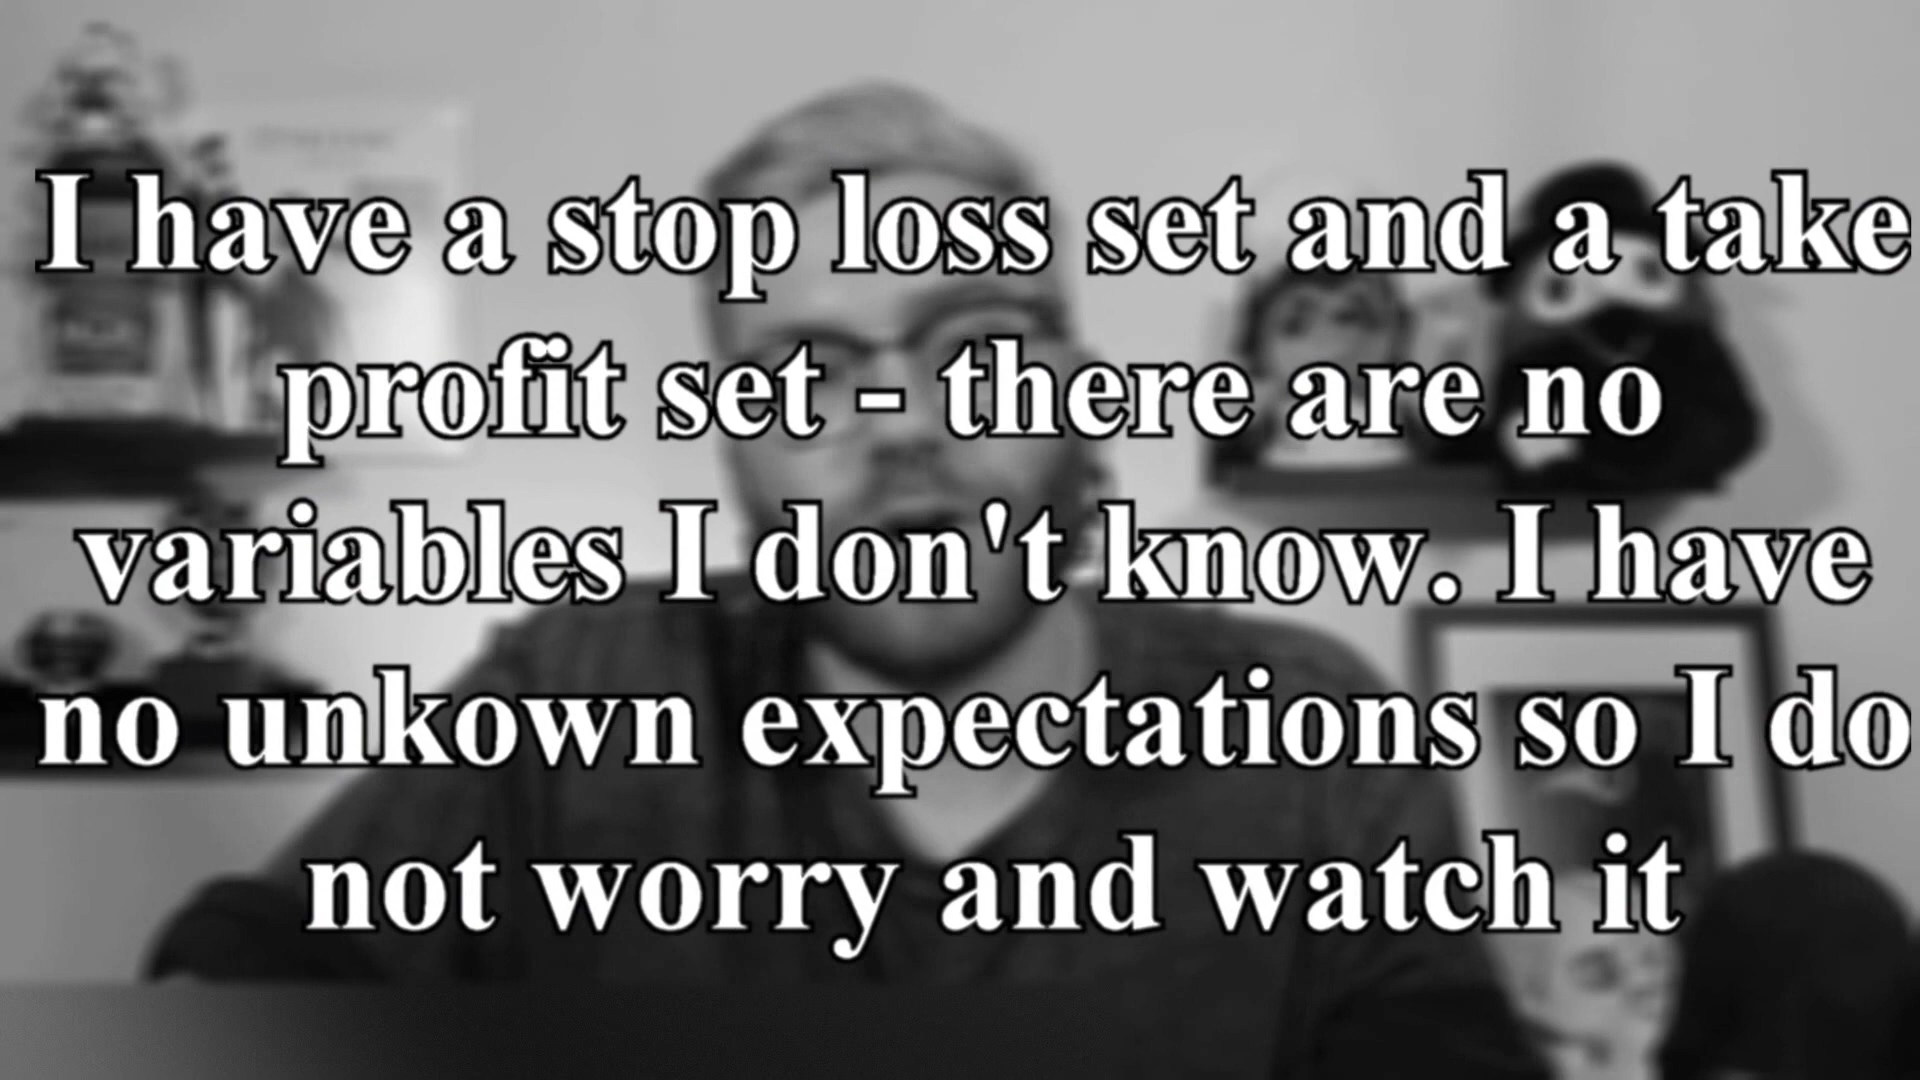 I have a stop loss set and a take
profit set - there are no
variables I don't know. I have
no unkown expectations so I do
not worry and watch it